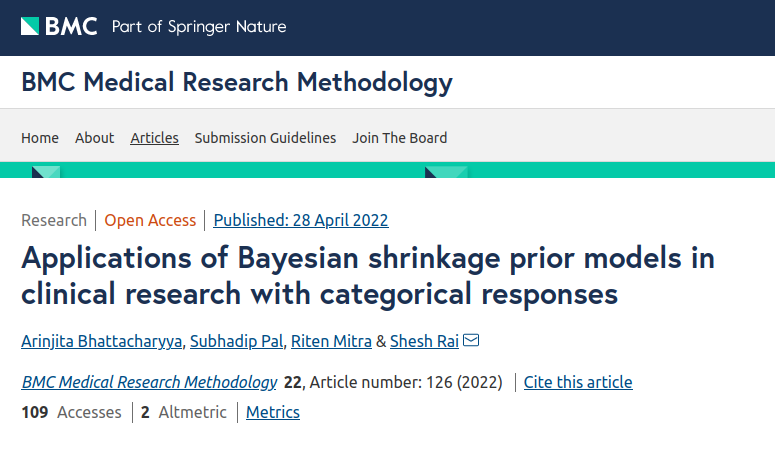 BMC Part of Springer Nature
BMC Medical Research Methodology
Home About Articles Submission Guidelines Join The Board
Research Open Access Published: 28 April 2022
Applications of Bayesian shrinkage prior models in
clinical research with categorical responses
Arinjita Bhattacharyya, Subhadip Pal, Riten Mitra & Shesh Rai
BMC Medical Research Methodology 22, Article number: 126 (2022) Cite this article
109 Accesses 2 Altmetric Metrics